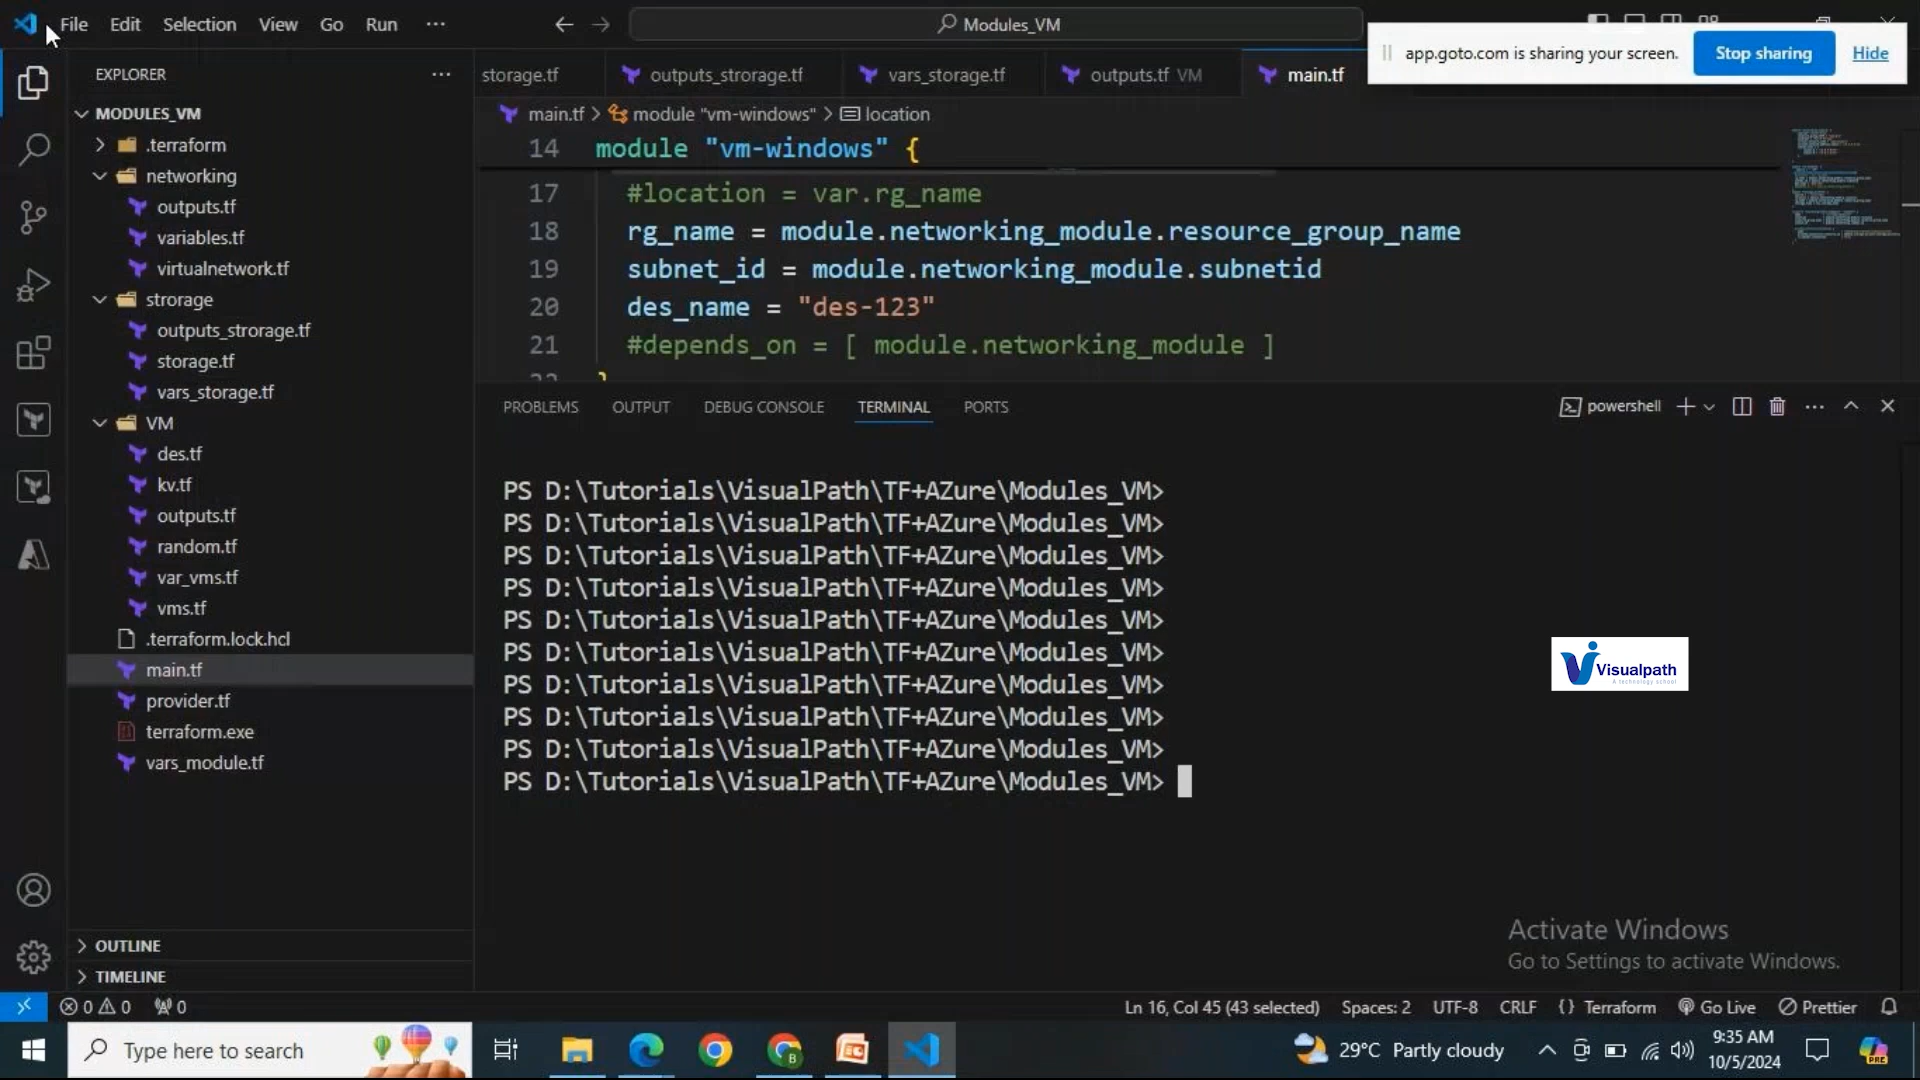 File Edit Selection View Go Run ···
Modules_VM
app.goto.com is sharing your screen. Stop sharing Hide
EXPLORER
storage.tf outputs_strorage.tf vars_storage.tf outputs.tf VM main.tf
MODULES_VM
main.tf > module "vm-windows" > location
.terraform
networking
outputs.tf
variables.tf
virtualnetwork.tf
strorage
outputs_strorage.tf
storage.tf
vars_storage.tf
VM
des.tf
kv.tf
outputs.tf
random.tf
var_vms.tf
vms.tf
.terraform.lock.hcl
main.tf
provider.tf
terraform.exe
vars_module.tf
OUTLINE
TIMELINE
14 module "vm-windows" {
17 #location = var.rg_name
18 rg_name = module.networking_module.resource_group_name
19 subnet_id = module.networking_module.subnetid
20 des_name = "des-123"
21 #depends_on = [ module.networking_module ]
PROBLEMS OUTPUT DEBUG CONSOLE TERMINAL PORTS
powershell
PS D:\Tutorials\VisualPath\TF+AZure\Modules_VM>
PS D:\Tutorials\VisualPath\TF+AZure\Modules_VM>
PS D:\Tutorials\VisualPath\TF+AZure\Modules_VM>
PS D:\Tutorials\VisualPath\TF+AZure\Modules_VM>
PS D:\Tutorials\VisualPath\TF+AZure\Modules_VM>
PS D:\Tutorials\VisualPath\TF+AZure\Modules_VM>
PS D:\Tutorials\VisualPath\TF+AZure\Modules_VM>
PS D:\Tutorials\VisualPath\TF+AZure\Modules_VM>
PS D:\Tutorials\VisualPath\TF+AZure\Modules_VM>
PS D:\Tutorials\VisualPath\TF+AZure\Modules_VM>
Visualpath
A technology school
Activate Windows
Go to Settings to activate Windows.
0 0 0
Ln 16, Col 45 (43 selected) Spaces: 2 UTF-8 CRLF {} Terraform Go Live Prettier
Type here to search
29°C Partly cloudy
9:35 AM
10/5/2024